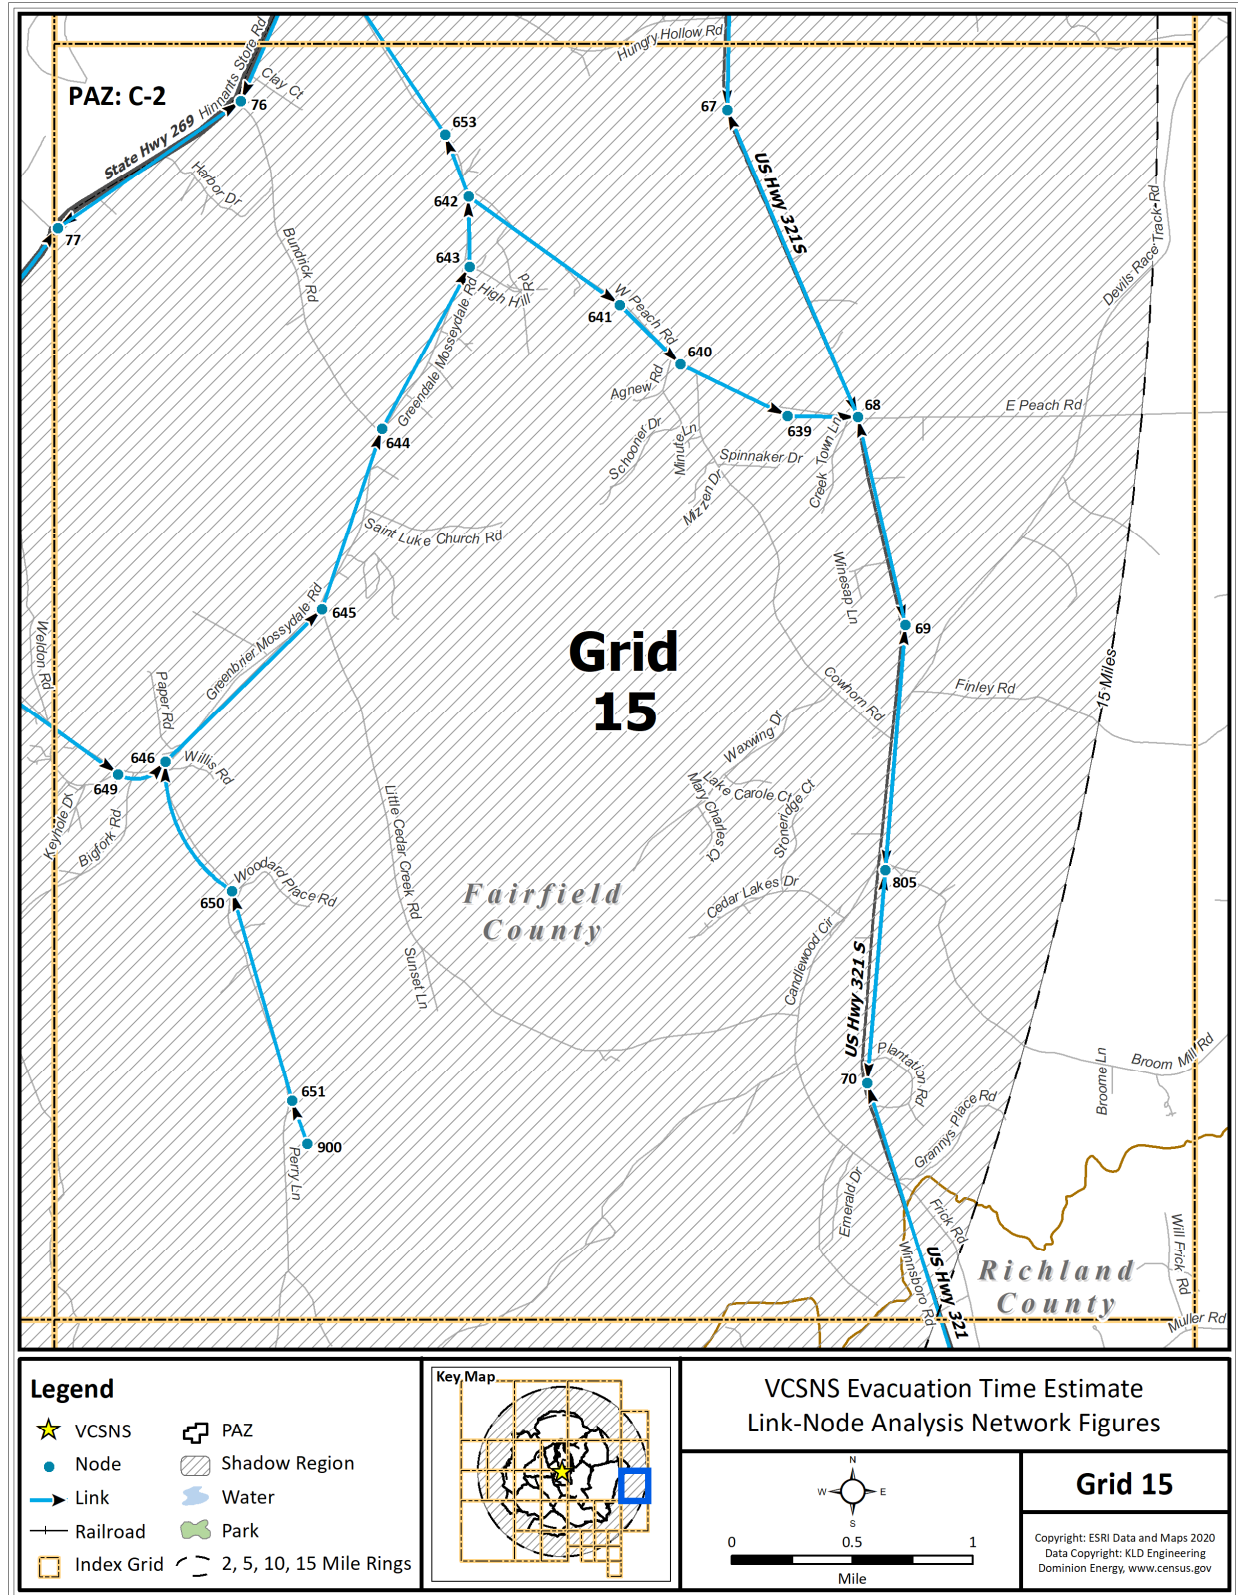 Hungry Hollow Rd
Hinnants Store Rd
Clay Ct
PAZ: C-2
76
67
653
State Hwy 269
Harbor Dr
US Hwy 321S
642
Devils Race Track Rd
77
Bundrick Rd
643
High Hill Rd
641
W Peach Rd
Greendale Mosseydale Rd
640
Agnew Rd
68
E Peach Rd
639
644
Schooner Dr
Minute Ln
Spinnaker Dr
Creek Town Ln
Mizzen Dr
Saint Luke Church Rd
Winesap Ln
645
69
Weldon Rd
Greenbrier Mossydale Rd
Grid
15
15 Miles
Paper Rd
Cowhorn Rd
Finley Rd
Waxwing Dr
646
Willis Rd
649
Lake Carole Ct
Mary Charles Ct
Stoneridge Ct
Keyhole Dr
Bigfork Rd
Little Cedar Creek Rd
Woodard Place Rd
650
Cedar Lakes Dr
805
Fairfield
County
Candlewood Cir
Sunset Ln
US Hwy 321 S
Plantation Rd
70
Broom Mill Rd
Broome Ln
651
Grannys Place Rd
900
Perry Ln
Emerald Dr
Frick Rd
Winnsboro Rd
US Hwy 321
Will Frick Rd
Richland
County
Muller Rd
Legend
VCSNS
PAZ
Node
Shadow Region
Link
Water
Railroad
Park
Index Grid
2, 5, 10, 15 Mile Rings
Key Map
VCSNS Evacuation Time Estimate
Link-Node Analysis Network Figures
N
W
E
S
0
0.5
1
Mile
Grid 15
Copyright: ESRI Data and Maps 2020
Data Copyright: KLD Engineering
Dominion Energy, www.census.gov